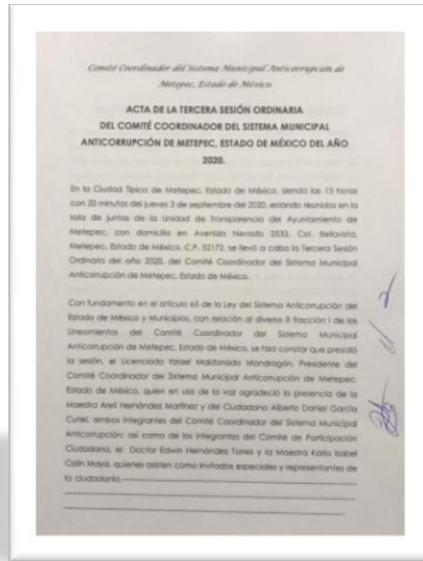 Comité Coordinador del Sistema Municipal Anticorrupción de
Metepec, Estado de México.
ACTA DE LA TERCERA SESIÓN ORDINARIA
DEL COMITÉ COORDINADOR DEL SISTEMA MUNICIPAL
ANTICORRUPCIÓN DE METEPEC, ESTADO DE MÉXICO DEL AÑO
2020.
En la Ciudad Típica de Metepec, Estado de México, siendo las 13 horas
con 20 minutos del jueves 3 de septiembre del 2020, estando reunidos en la
sala de juntas de la Unidad de Transparencia del Ayuntamiento de
Metepec, con domicilio en Avenida Nevado 2533, Col. Bellavista,
Metepec, Estado de México, C.P. 52172, se llevó a cabo la Tercera Sesión
Ordinaria del año 2020, del Comité Coordinador del Sistema Municipal
Anticorrupción de Metepec, Estado de México.
Con fundamento en el artículo 65 de la Ley del Sistema Anticorrupción del
Estado de México y Municipios, con relación al diverso 8 fracción I de los
Lineamientos del Comité Coordinador del Sistema Municipal
Anticorrupción de Metepec, Estado de México, se hizo constar que presidió
la sesión, el Licenciado Maldonado Mondragón, Presidente del
Comité Coordinador del Sistema Municipal Anticorrupción de Metepec,
Estado de México, quien en uso de la voz agradeció la presencia de la
Maestra Areli Hernández Martínez y del Ciudadano Alberto Daniel García
Curiel, ambos integrantes del Comité Coordinador del Sistema Municipal
Anticorrupción; así como de los integrantes del Comité de Participación
Ciudadana, el Doctor Edwin Hernández Torres y la Maestra Karla Isabel
Colín Maya, quienes asisten como invitados especiales y representantes de
la ciudadanía.